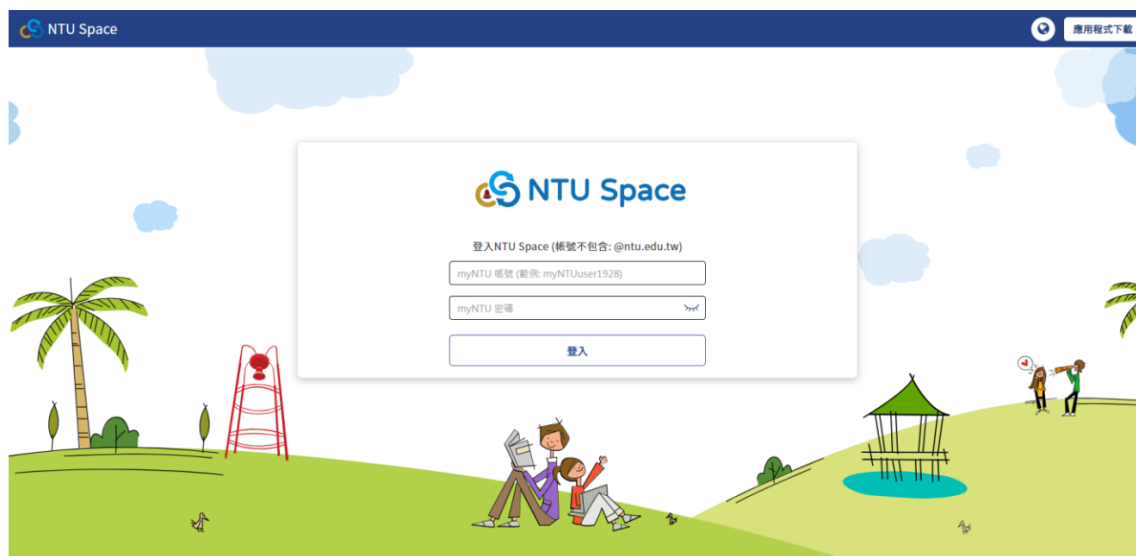 NTU Space
應用程式下載
NTU Space
登入NTU Space (帳號不包含: @ntu.edu.tw)
myNTU 帳號 (範例: myNTUuser1928)
myNTU 密碼
登入